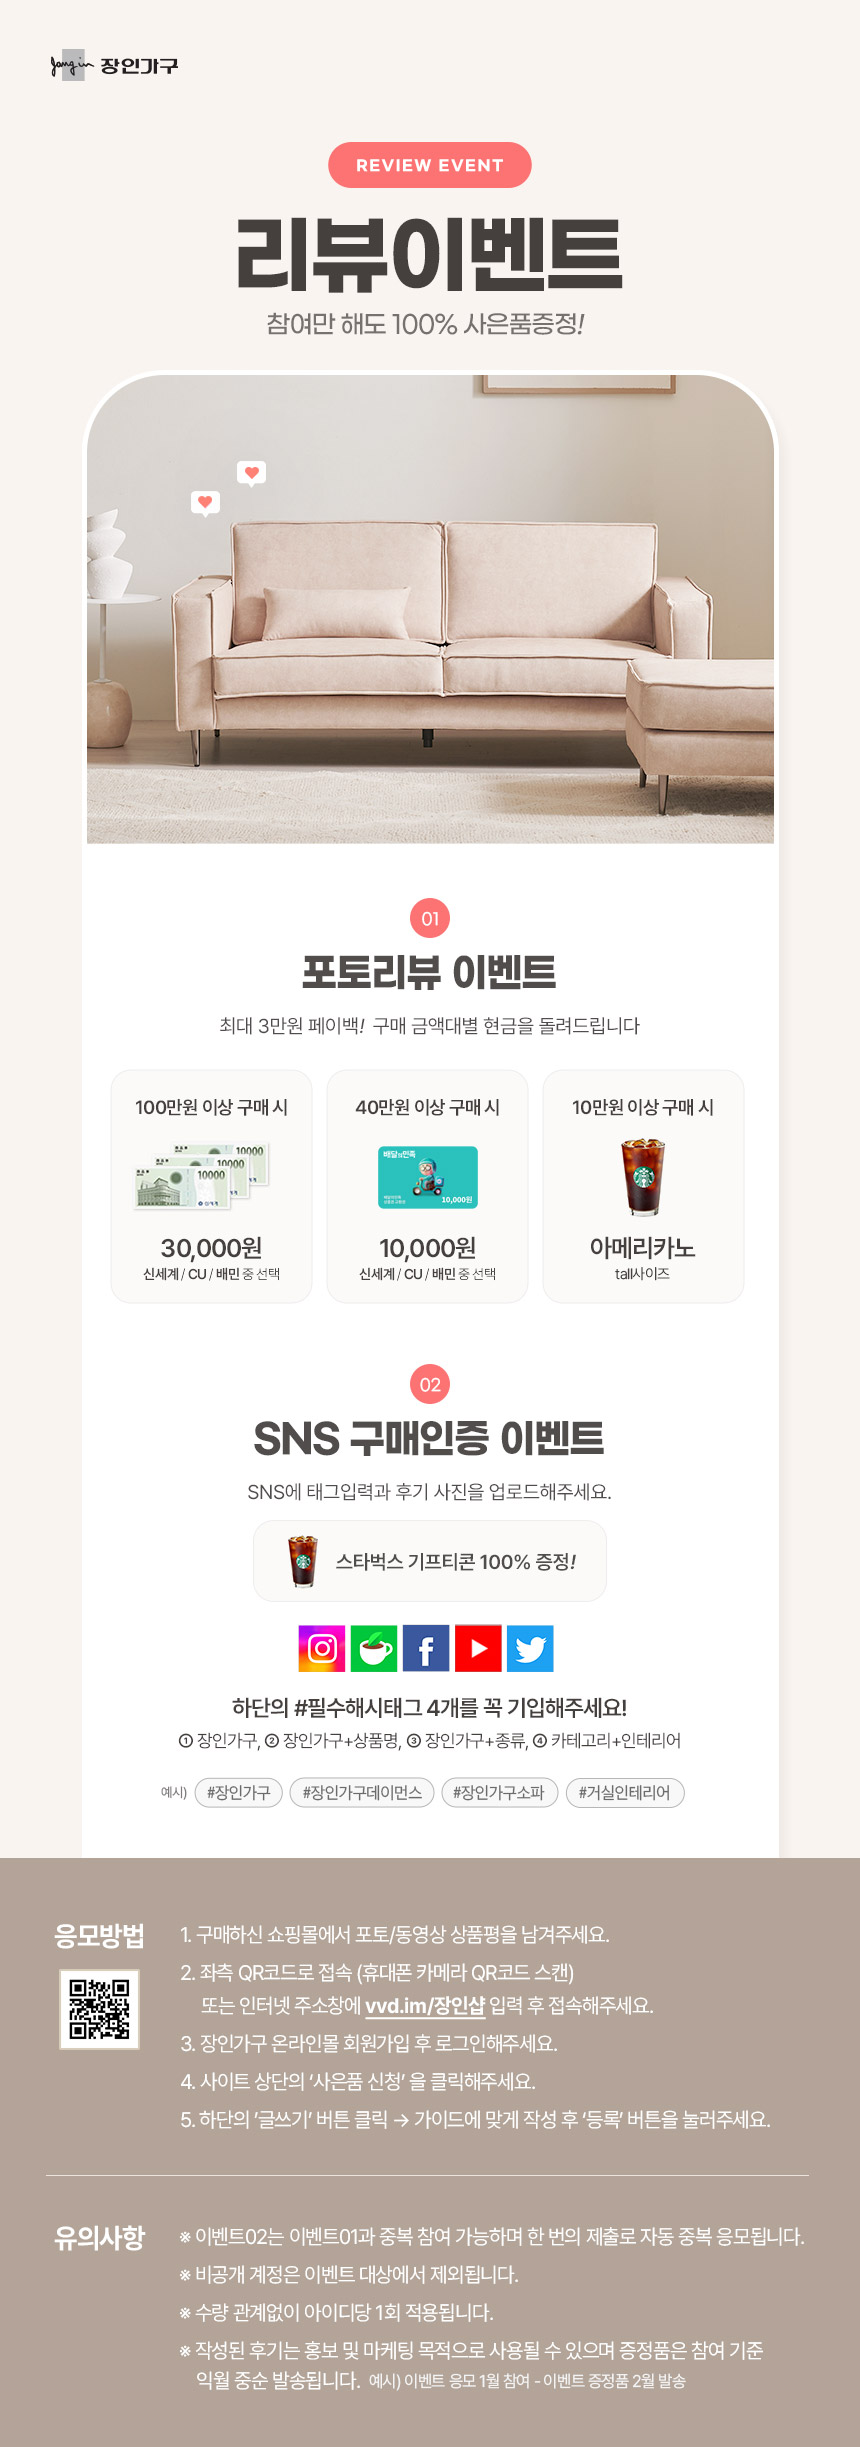 Jangin 장인가구
REVIEW EVENT
리뷰이벤트
참여만 해도 100% 사은품증정!
01
포토리뷰 이벤트
최대 3만원 페이백! 구매 금액대별 현금을 돌려드립니다
100만원 이상 구매 시
10000
10000
10000
신세계
30,000원
신세계 / CU / 배민 중 선택
40만원 이상 구매 시
배달의민족
10,000원
10,000원
신세계 / CU / 배민 중 선택
10만원 이상 구매 시
아메리카노
tall사이즈
02
SNS 구매인증 이벤트
SNS에 태그입력과 후기 사진을 업로드해주세요.
스타벅스 기프티콘 100% 증정!
f
하단의 #필수해시태그 4개를 꼭 기입해주세요!
① 장인가구, ② 장인가구+상품명, ③ 장인가구+종류, ④ 카테고리+인테리어
예시) #장인가구 #장인가구데이먼스 #장인가구소파 #거실인테리어
응모방법
1. 구매하신 쇼핑몰에서 포토/동영상 상품평을 남겨주세요.
2. 좌측 QR코드로 접속 (휴대폰 카메라 QR코드 스캔)
또는 인터넷 주소창에 vvd.im/장인샵 입력 후 접속해주세요.
3. 장인가구 온라인몰 회원가입 후 로그인해주세요.
4. 사이트 상단의 ‘사은품 신청’ 을 클릭해주세요.
5. 하단의 ‘글쓰기’ 버튼 클릭 → 가이드에 맞게 작성 후 ‘등록’ 버튼을 눌러주세요.
유의사항
※ 이벤트02는 이벤트01과 중복 참여 가능하며 한 번의 제출로 자동 중복 응모됩니다.
※ 비공개 계정은 이벤트 대상에서 제외됩니다.
※ 수량 관계없이 아이디당 1회 적용됩니다.
※ 작성된 후기는 홍보 및 마케팅 목적으로 사용될 수 있으며 증정품은 참여 기준
익월 중순 발송됩니다. 예시) 이벤트 응모 1월 참여 - 이벤트 증정품 2월 발송